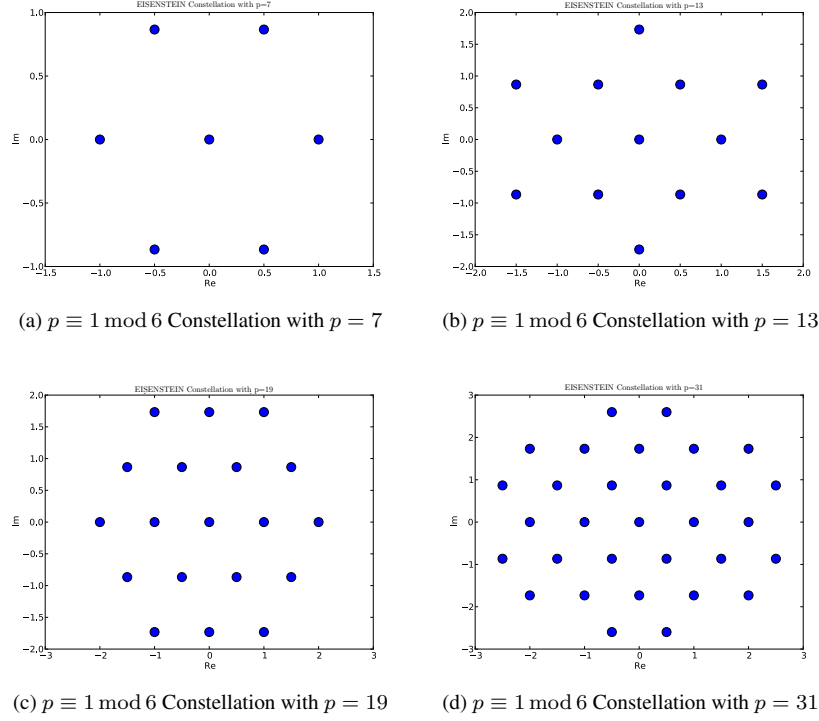 EISENSTEIN Constellation with p=7
1.0
0.5
0.0
−0.5
−1.0
−1.5 −1.0 −0.5 0.0 0.5 1.0 1.5
Im
Re
(a) p ≡ 1 mod 6 Constellation with p = 7
EISENSTEIN Constellation with p=13
2.0
1.5
1.0
0.5
0.0
−0.5
−1.0
−1.5
−2.0
−2.0 −1.5 −1.0 −0.5 0.0 0.5 1.0 1.5 2.0
Im
Re
(b) p ≡ 1 mod 6 Constellation with p = 13
EISENSTEIN Constellation with p=19
2.0
1.5
1.0
0.5
0.0
−0.5
−1.0
−1.5
−2.0
−3 −2 −1 0 1 2 3
Im
Re
(c) p ≡ 1 mod 6 Constellation with p = 19
EISENSTEIN Constellation with p=31
3
2
1
0
−1
−2
−3
−3 −2 −1 0 1 2 3
Im
Re
(d) p ≡ 1 mod 6 Constellation with p = 31